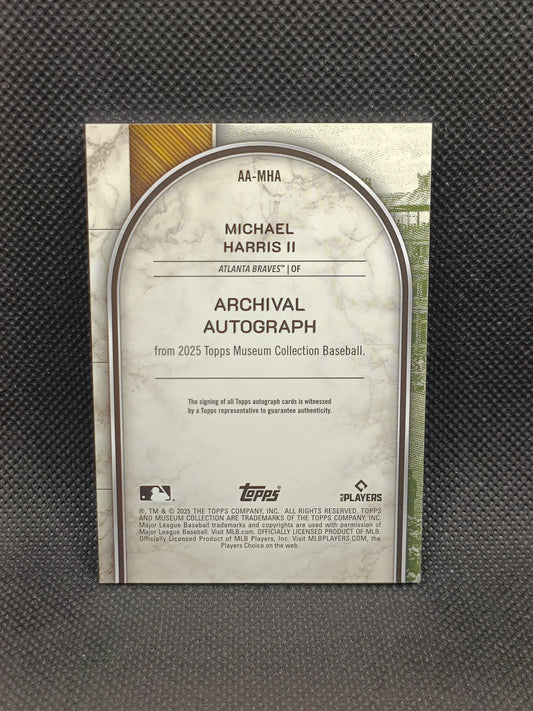 AA-MHA
MICHAEL
HARRIS II
ATLANTA BRAVES™ | OF
ARCHIVAL
AUTOGRAPH
from 2025 Topps Museum Collection Baseball.
The signing of all Topps autograph cards is witnessed
by a Topps representative to guarantee authenticity.
topps
MLB PLAYERS
®, TM & © 2025 THE TOPPS COMPANY, INC. ALL RIGHTS RESERVED. TOPPS
AND MUSEUM COLLECTION ARE TRADEMARKS OF THE TOPPS COMPANY, INC.
Major League Baseball trademarks and copyrights are used with permission of
Major League Baseball. Visit MLB.com. OFFICIALLY LICENSED PRODUCT OF MLB.
Officially Licensed Product of MLB Players, Inc. Visit MLBPLAYERS.COM, the
Players Choice on the web.